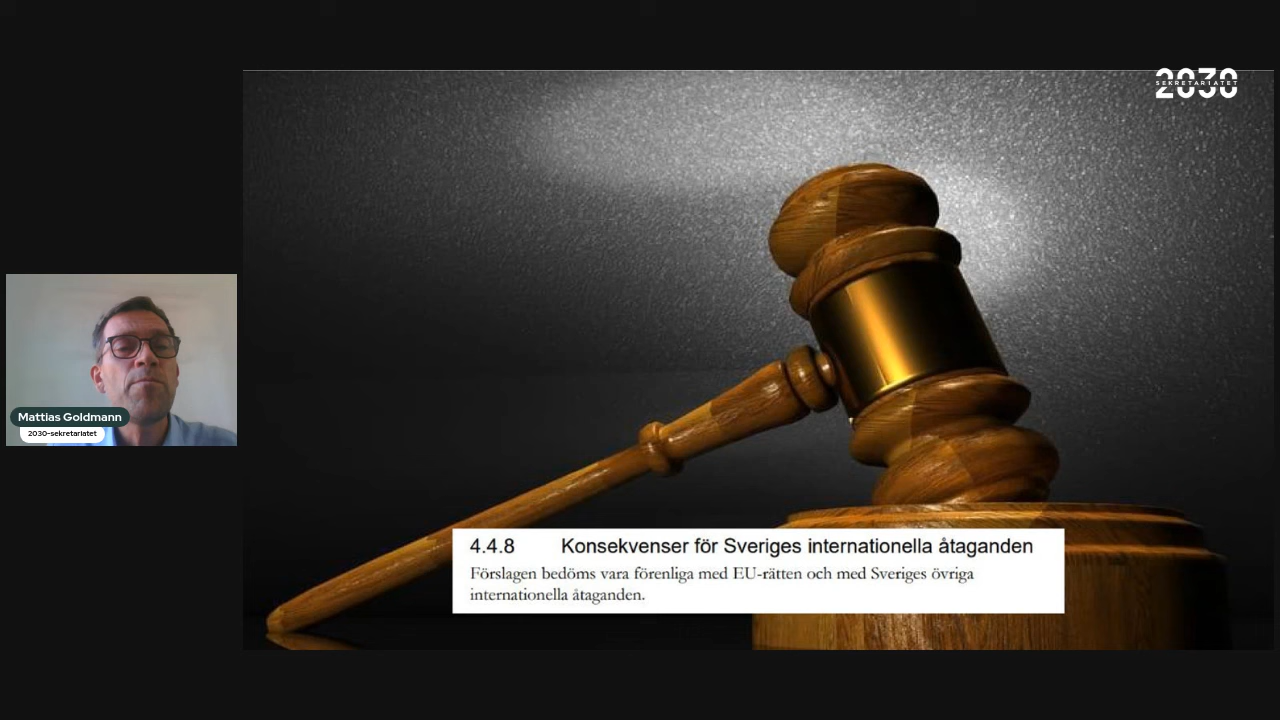 2030
SEKRETARIATET
Mattias Goldmann
2030-sekretariatet
4.4.8 Konsekvenser för Sveriges internationella åtaganden
Förslagen bedöms vara förenliga med EU-rätten och med Sveriges övriga
internationella åtaganden.